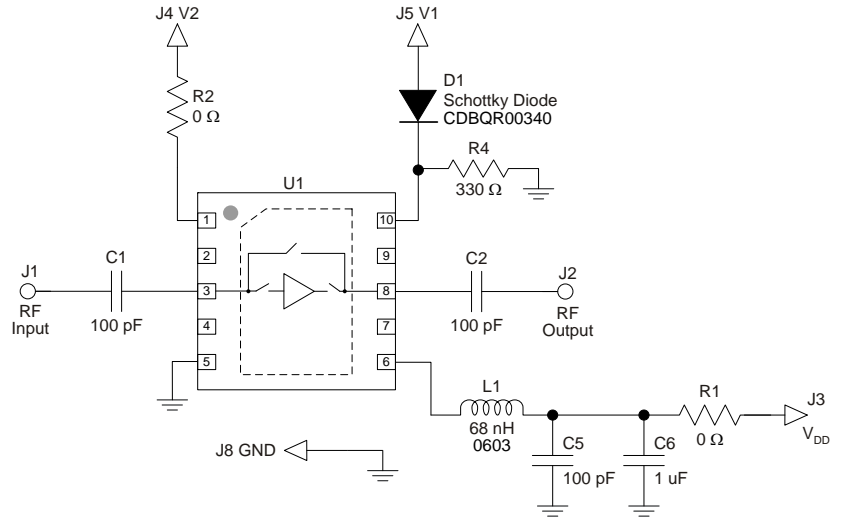 J4 V2
J5 V1
R2
0 Ω
D1
Schottky Diode
CDBQR00340
R4
330 Ω
U1
1
10
2
9
J1
RF
Input
C1
100 pF
3
8
C2
100 pF
J2
RF
Output
4
7
5
6
L1
68 nH
0603
R1
0 Ω
J3
VDD
C5
100 pF
C6
1 uF
J8 GND